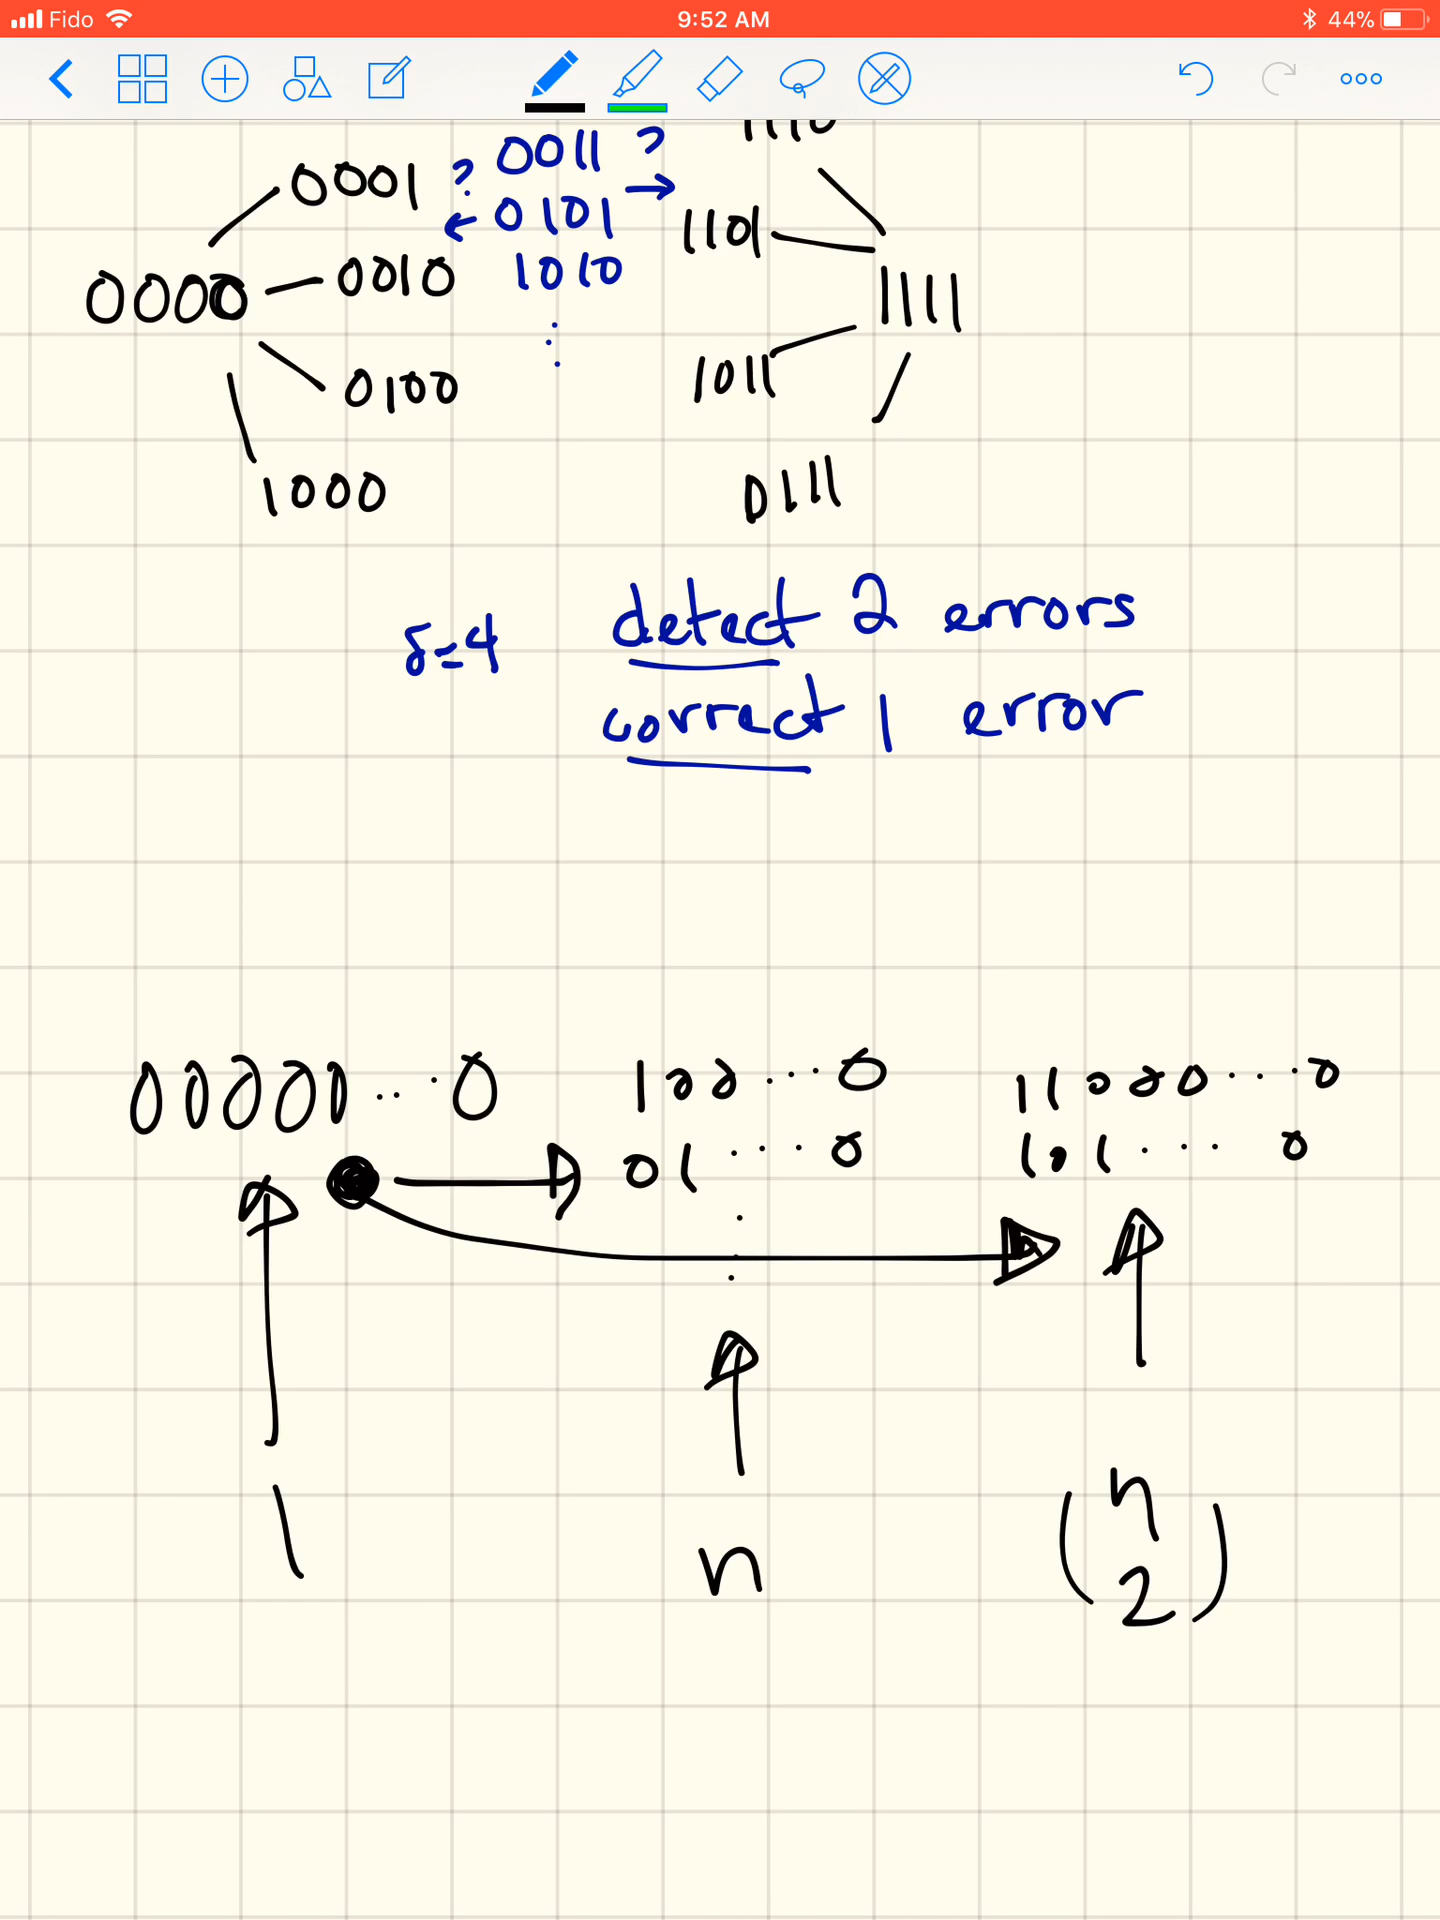 Fido 9:52 AM 44%
1110
0001 ? 0011 ?
← 0101 → 1101
0000 0010 1010 1111
⋮
0100 1011
1000 0111
δ=4 detect 2 errors
correct 1 error
00000...0 100...0 11000...0
01...0 101...0
⋮
1 n (n 2)